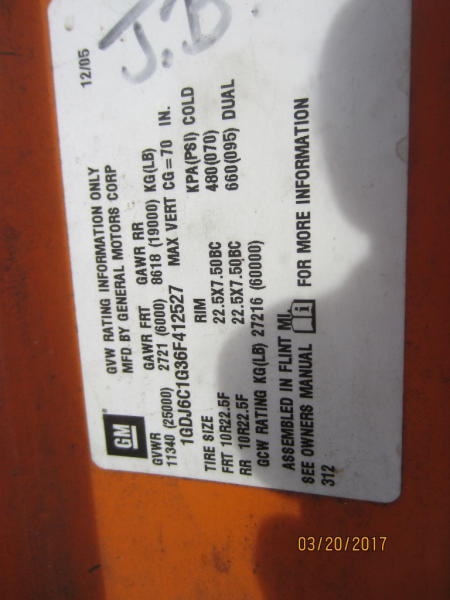 J.B
12/05
GM
GVW RATING INFORMATION ONLY
MFD BY GENERAL MOTORS CORP
GVWR GAWR FRT GAWR RR KG(LB)
11340 (25000) 2721 (6000) 8618 (19000) MAX VERT CG=70 IN.
1GDJ6C1G36F412527
TIRE SIZE RIM KPA(PSI) COLD
FRT 10R22.5F 22.5X7.50BC 480(070)
RR 10R22.5F 22.5X7.50BC 660(095) DUAL
GCW RATING KG(LB) 27216 (60000)
ASSEMBLED IN FLINT MI.
SEE OWNERS MANUAL i FOR MORE INFORMATION
312
03/20/2017